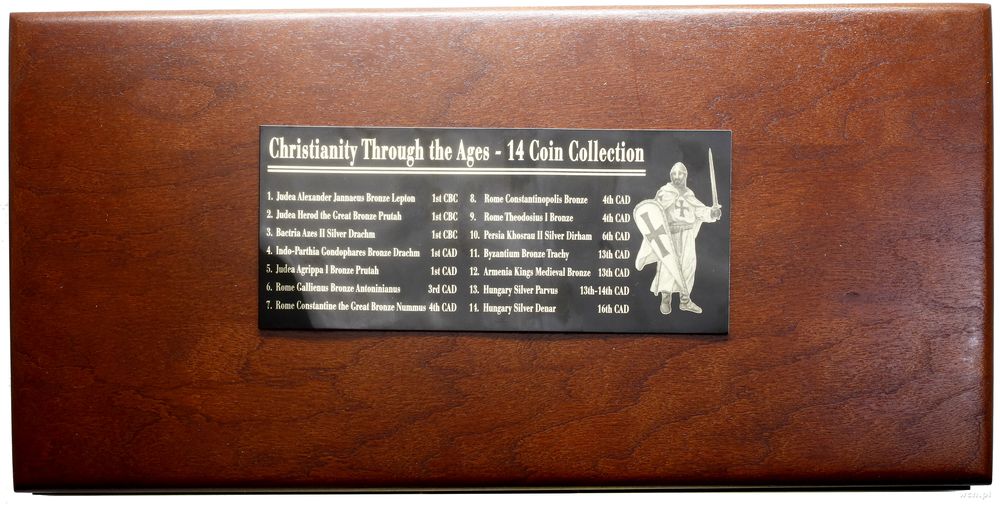 Christianity Through the Ages - 14 Coin Collection
1. Judea Alexander Jannaeus Bronze Lepton 1st CBC
2. Judea Herod the Great Bronze Prutah 1st CBC
3. Bactria Azes II Silver Drachm 1st CBC
4. Indo-Parthia Gondophares Bronze Drachm 1st CAD
5. Judea Agrippa I Bronze Prutah 1st CAD
6. Rome Gallienus Bronze Antoninianus 3rd CAD
7. Rome Constantine the Great Bronze Nummus 4th CAD
8. Rome Constantinopolis Bronze 4th CAD
9. Rome Theodosius I Bronze 4th CAD
10. Persia Khosrau II Silver Dirham 6th CAD
11. Byzantium Bronze Trachy 13th CAD
12. Armenia Kings Medieval Bronze 13th CAD
13. Hungary Silver Parvus 13th-14th CAD
14. Hungary Silver Denar 16th CAD
wcn.pl